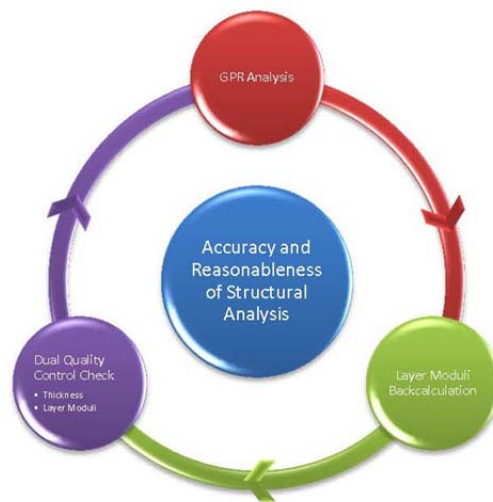 GPR Analysis
Accuracy and
Reasonableness
of Structural
Analysis
Dual Quality
Control Check
• Thickness
• Layer Moduli
Layer Moduli
Backcalculation